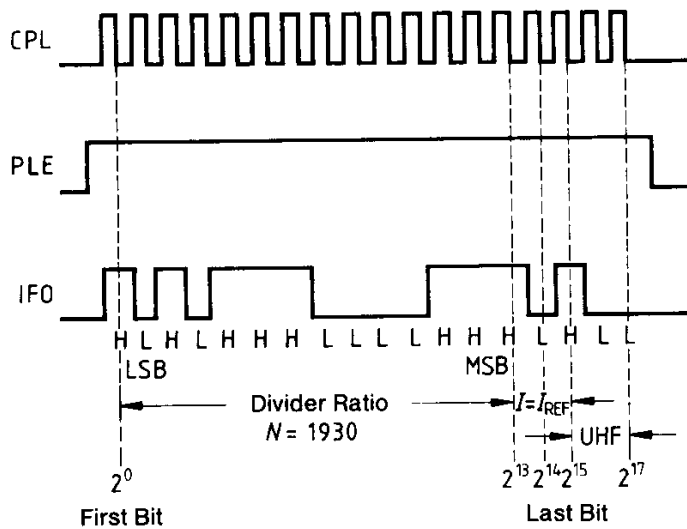 CPL
PLE
IFO
H L H L H H H L L L L H H H L H L L
LSB MSB
Divider Ratio I=I_REF
N = 1930 UHF
2^0 2^13 2^14 2^15 2^17
First Bit Last Bit